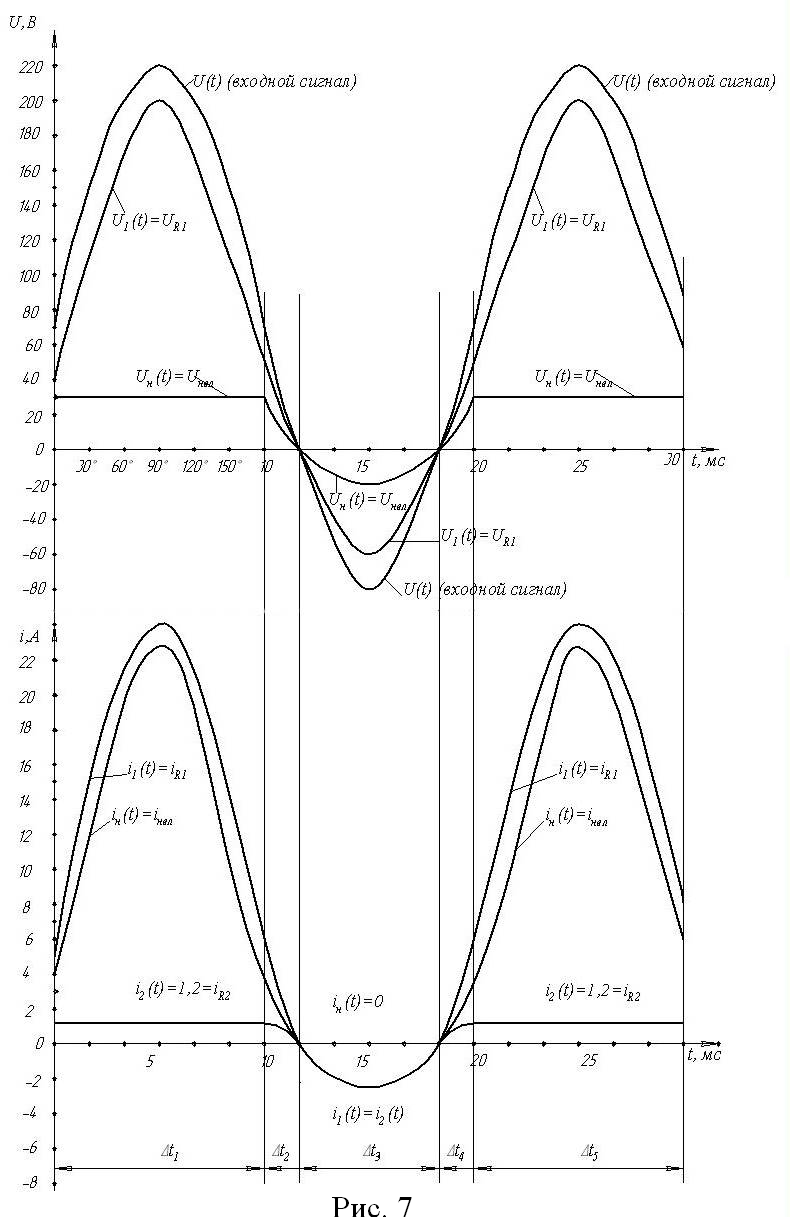 U,В
220
U(t) (входной сигнал)
U(t) (входной сигнал)
200
180
160
140
U1(t)=UR1
U1(t)=UR1
120
100
80
60
40
Uн(t)=Uнел
Uн(t)=Uнел
20
0
30° 60° 90° 120° 150° 10 15 20 25 30 t, мс
-20
Uн(t)=Uнел
-40
U1(t)=UR1
-60
-80
U(t) (входной сигнал)
i,А
22
20
18
16
i1(t)=iR1
i1(t)=iR1
14
iн(t)=iнел
iн(t)=iнел
12
10
8
6
4
i2(t)=1,2=iR2
iн(t)=0
i2(t)=1,2=iR2
2
0
5 10 15 20 25 t, мс
-2
-4
i1(t)=i2(t)
-6
Δt1 Δt2 Δt3 Δt4 Δt5
-8
Рис. 7